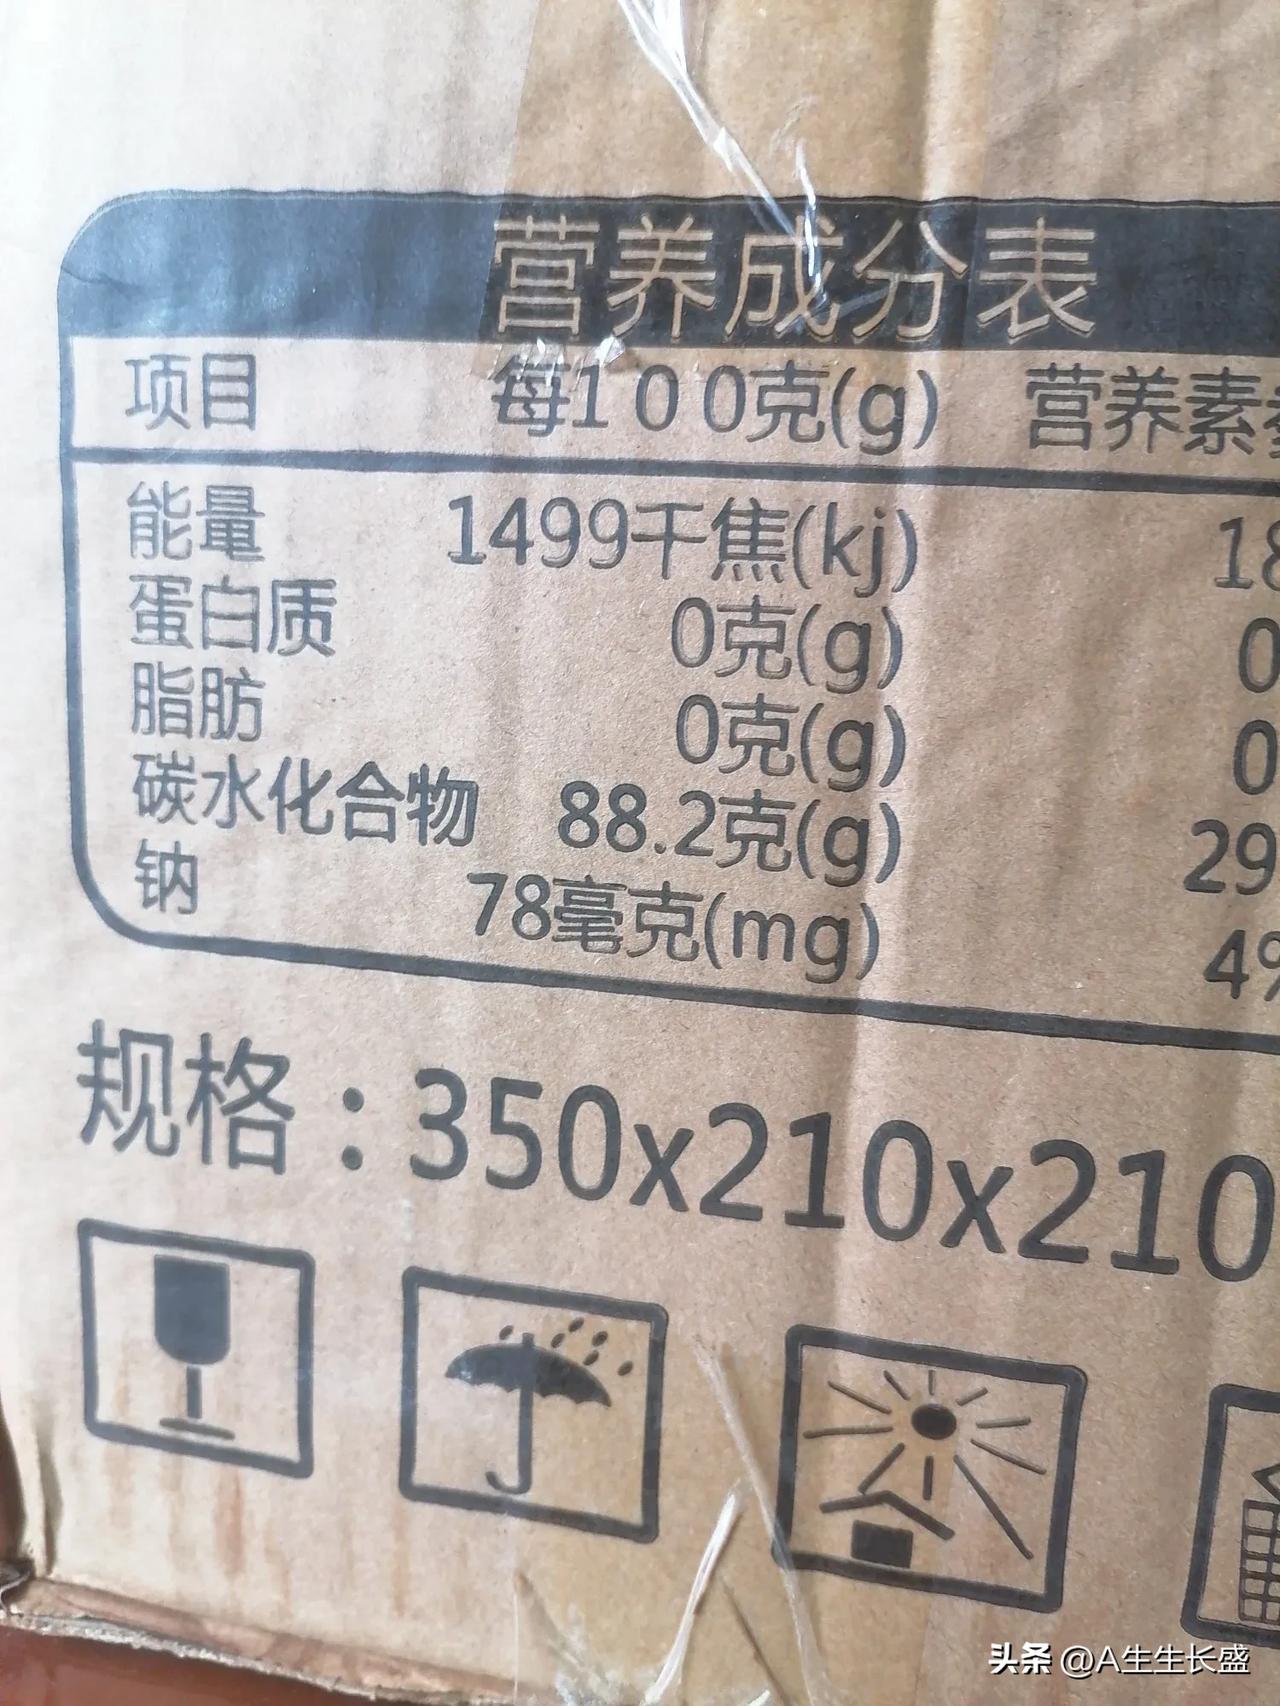 营养成分表
项目 每100克(g) 营养素
能量 1499千焦(kj) 18
蛋白质 0克(g) 0
脂肪 0克(g) 0
碳水化合物 88.2克(g) 29
钠 78毫克(mg) 4%
规格：350x210x210
头条 @A生生长盛